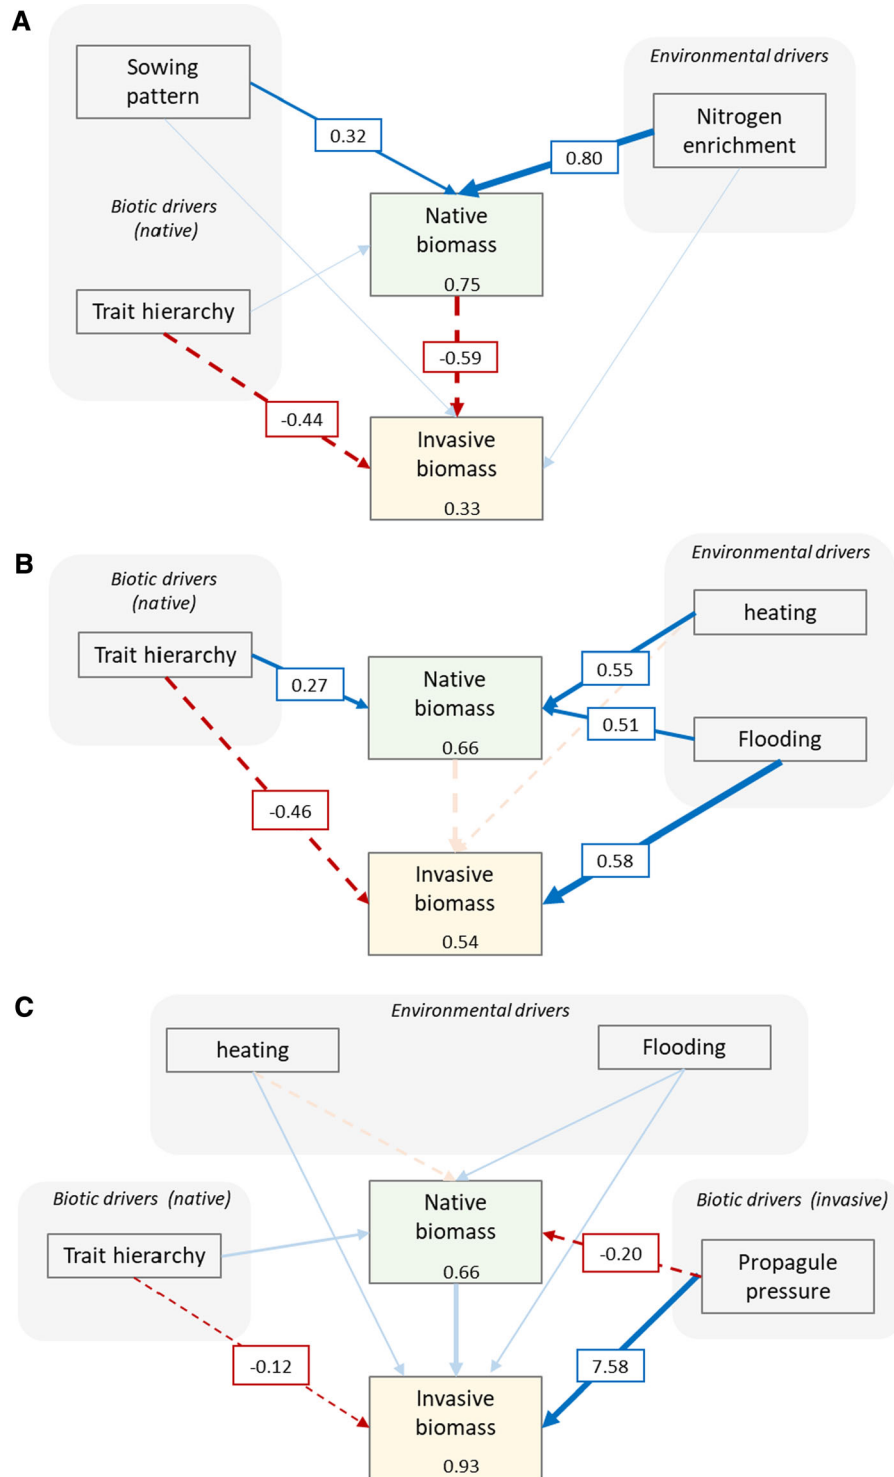 A
Sowing
pattern
Environmental drivers
Nitrogen
enrichment
0.32
0.80
Biotic drivers
(native)
Native
biomass
0.75
Trait hierarchy
-0.59
-0.44
Invasive
biomass
0.33
B
Environmental drivers
Biotic drivers
(native)
heating
Trait hierarchy
0.27
Native
biomass
0.66
0.55
0.51
Flooding
-0.46
0.58
Invasive
biomass
0.54
C
Environmental drivers
heating
Flooding
Biotic drivers (native)
Native
biomass
0.66
Biotic drivers (invasive)
Trait hierarchy
-0.20
Propagule
pressure
-0.12
7.58
Invasive
biomass
0.93